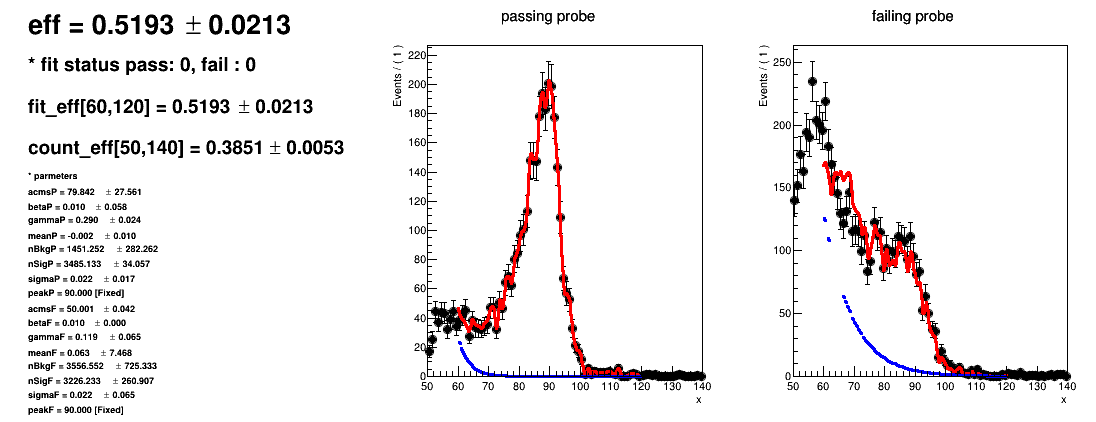 eff = 0.5193 ± 0.0213
* fit status pass: 0, fail : 0
fit_eff[60,120] = 0.5193 ± 0.0213
count_eff[50,140] = 0.3851 ± 0.0053
* parmeters
acmsP = 79.842 ± 27.561
betaP = 0.010 ± 0.058
gammaP = 0.290 ± 0.024
meanP = -0.002 ± 0.010
nBkgP = 1451.252 ± 282.262
nSigP = 3485.133 ± 34.057
sigmaP = 0.022 ± 0.017
peakP = 90.000 [Fixed]
acmsF = 50.001 ± 0.042
betaF = 0.010 ± 0.000
gammaF = 0.119 ± 0.065
meanF = 0.063 ± 7.468
nBkgF = 3556.552 ± 725.333
nSigF = 3226.233 ± 260.907
sigmaF = 0.022 ± 0.065
peakF = 90.000 [Fixed]
passing probe
Events / ( 1 )
220
200
180
160
140
120
100
80
60
40
20
0
50 60 70 80 90 100 110 120 130 140
x
failing probe
Events / ( 1 )
250
200
150
100
50
0
50 60 70 80 90 100 110 120 130 140
x